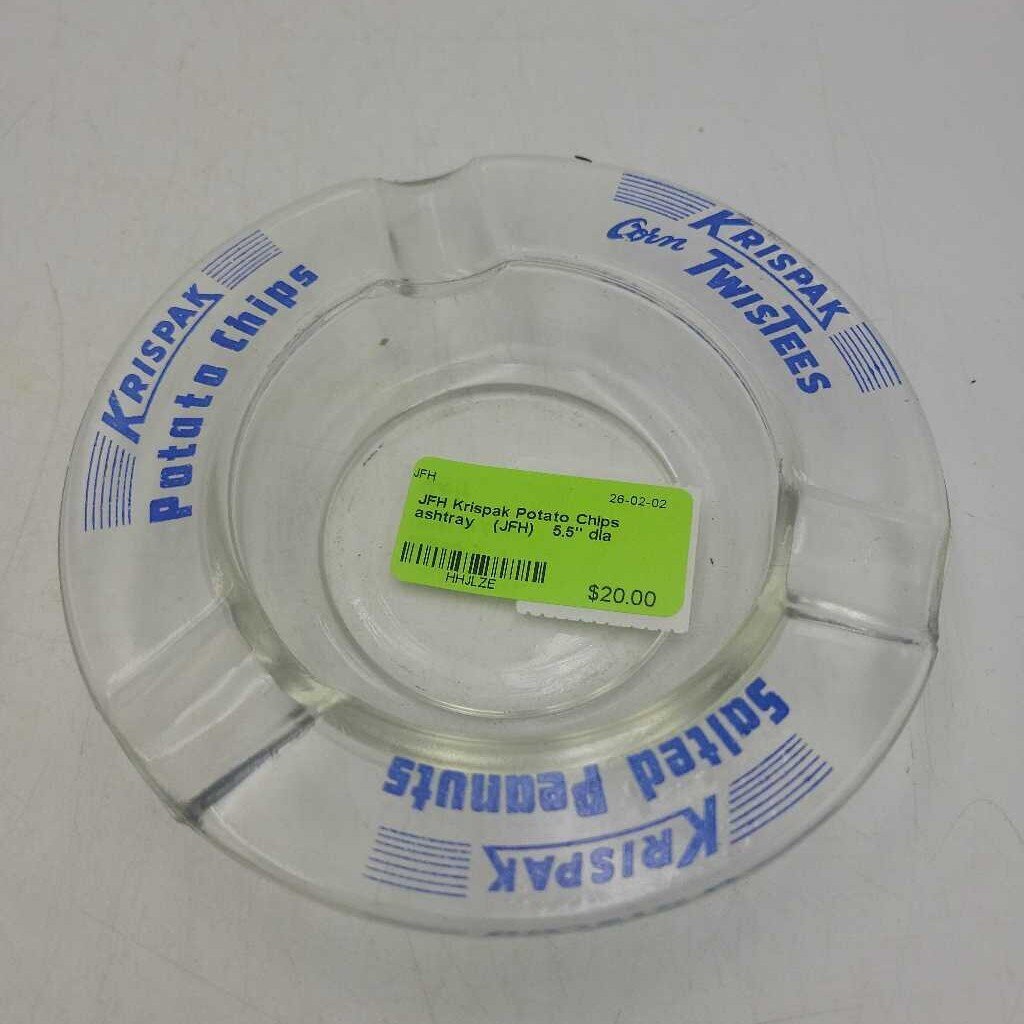 KRISPAK
Potato Chips
KRISPAK
Corn TWISTEES
JFH
26-02-02
JFH Krispak Potato Chips
ashtray (JFH) 5.5" dia
HHJLZE
$20.00
Salted Peanuts
KRISPAK